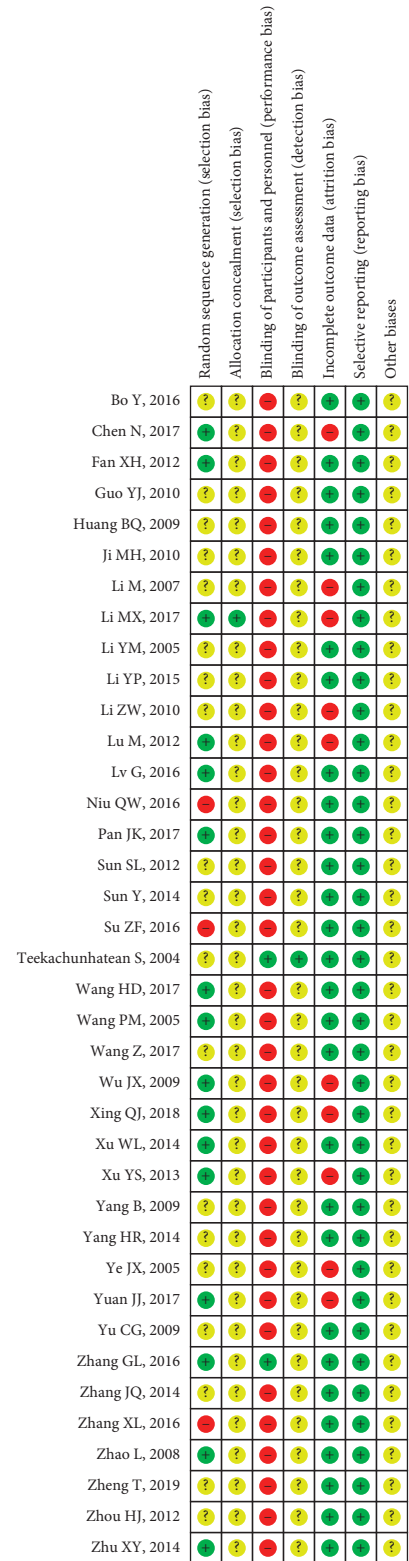 Random sequence generation (selection bias)
Allocation concealment (selection bias)
Blinding of participants and personnel (performance bias)
Blinding of outcome assessment (detection bias)
Incomplete outcome data (attrition bias)
Selective reporting (reporting bias)
Other biases
Bo Y, 2016 ? ? – ? + + ?
Chen N, 2017 + ? – ? – + ?
Fan XH, 2012 + ? – ? + + ?
Guo YJ, 2010 ? ? – ? + + ?
Huang BQ, 2009 ? ? – ? + + ?
Ji MH, 2010 ? ? – ? + + ?
Li M, 2007 ? ? – ? – + ?
Li MX, 2017 + + – ? – + ?
Li YM, 2005 ? ? – ? + + ?
Li YP, 2015 ? ? – ? + + ?
Li ZW, 2010 ? ? – ? – + ?
Lu M, 2012 + ? – ? – + ?
Lv G, 2016 + ? – ? + + ?
Niu QW, 2016 – ? – ? + + ?
Pan JK, 2017 + ? – ? + + ?
Sun SL, 2012 ? ? – ? + + ?
Sun Y, 2014 ? ? – ? + + ?
Su ZF, 2016 – ? – ? + + ?
Teekachunhatean S, 2004 ? ? + + + + ?
Wang HD, 2017 + ? – ? + + ?
Wang PM, 2005 + ? – ? + + ?
Wang Z, 2017 ? ? – ? + + ?
Wu JX, 2009 + ? – ? – + ?
Xing QJ, 2018 + ? – ? – + ?
Xu WL, 2014 + ? – ? + + ?
Xu YS, 2013 + ? – ? – + ?
Yang B, 2009 ? ? – ? + + ?
Yang HR, 2014 ? ? – ? + + ?
Ye JX, 2005 ? ? – ? – + ?
Yuan JJ, 2017 + ? – ? – + ?
Yu CG, 2009 ? ? – ? + + ?
Zhang GL, 2016 + ? + ? + + ?
Zhang JQ, 2014 ? ? – ? + + ?
Zhang XL, 2016 – ? – ? + + ?
Zhao L, 2008 + ? – ? + + ?
Zheng T, 2019 ? ? – ? + + ?
Zhou HJ, 2012 ? ? – ? + + ?
Zhu XY, 2014 + ? – ? + + ?